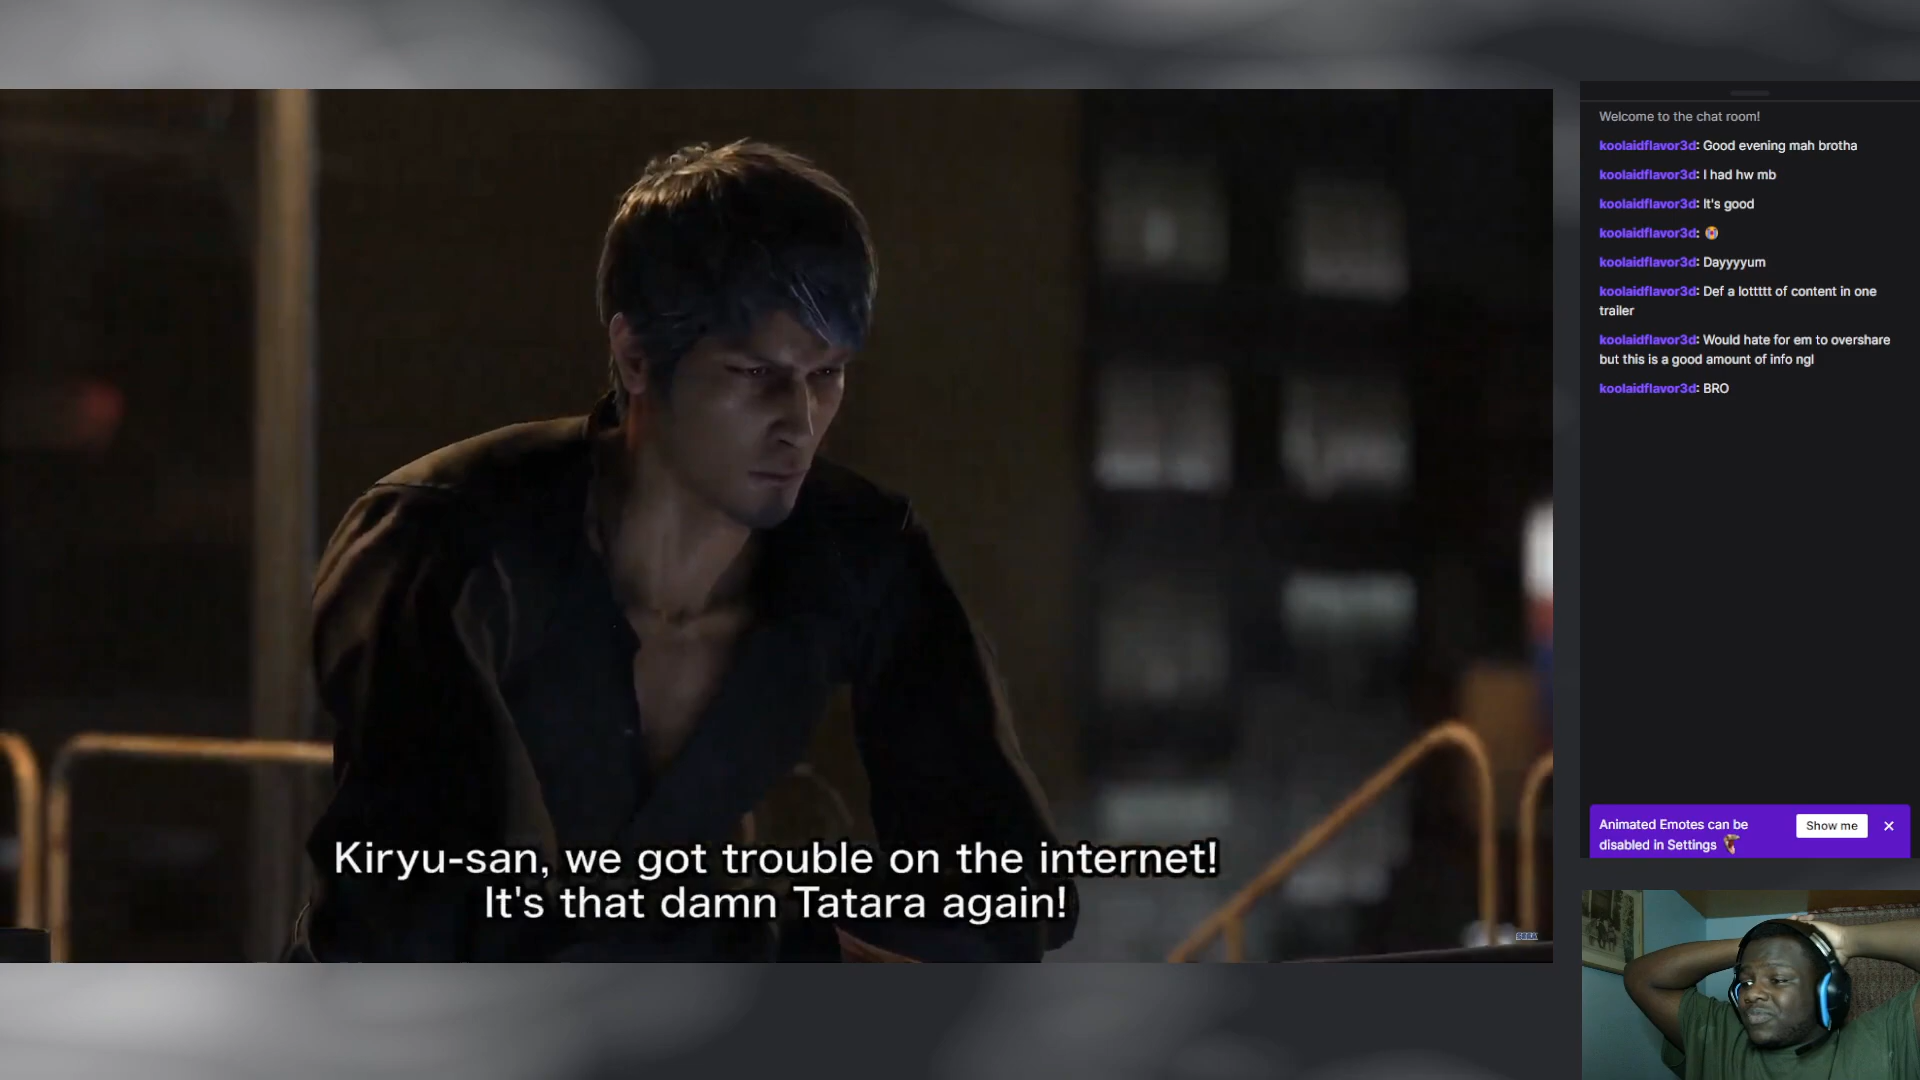 Welcome to the chat room!
koolaidflavor3d: Good evening mah brotha
koolaidflavor3d: I had hw mb
koolaidflavor3d: It's good
koolaidflavor3d:
koolaidflavor3d: Dayyyyum
koolaidflavor3d: Def a lottttt of content in one
trailer
koolaidflavor3d: Would hate for em to overshare
but this is a good amount of info ngl
koolaidflavor3d: BRO
Kiryu-san, we got trouble on the internet!
It's that damn Tatara again!
SEGA
Animated Emotes can be
disabled in Settings
Show me